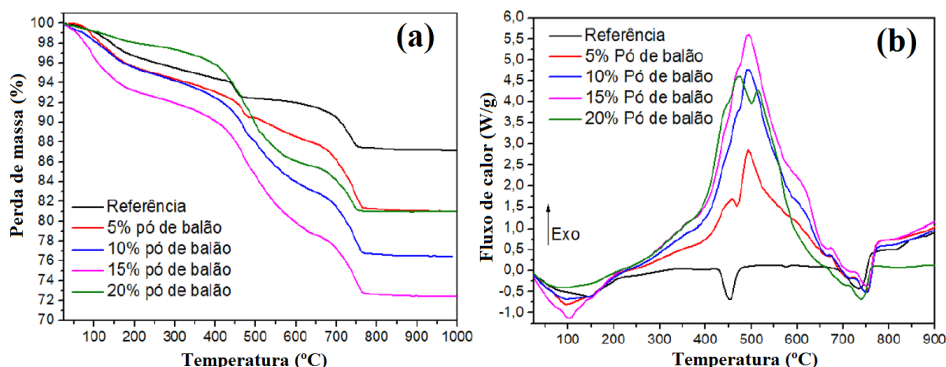 (a)
Perda de massa (%)
100
98
96
94
92
90
88
86
84
82
80
78
76
74
72
70
Referência
5% pó de balão
10% pó de balão
15% pó de balão
20% pó de balão
100 200 300 400 500 600 700 800 900 1000
Temperatura (ºC)
(b)
Fluxo de calor (W/g)
6,0
5,5
5,0
4,5
4,0
3,5
3,0
2,5
2,0
1,5
1,0
0,5
0,0
-0,5
-1,0
Referência
5% Pó de balão
10% Pó de balão
15% Pó de balão
20% Pó de balão
Exo
100 200 300 400 500 600 700 800 900
Temperatura (ºC)